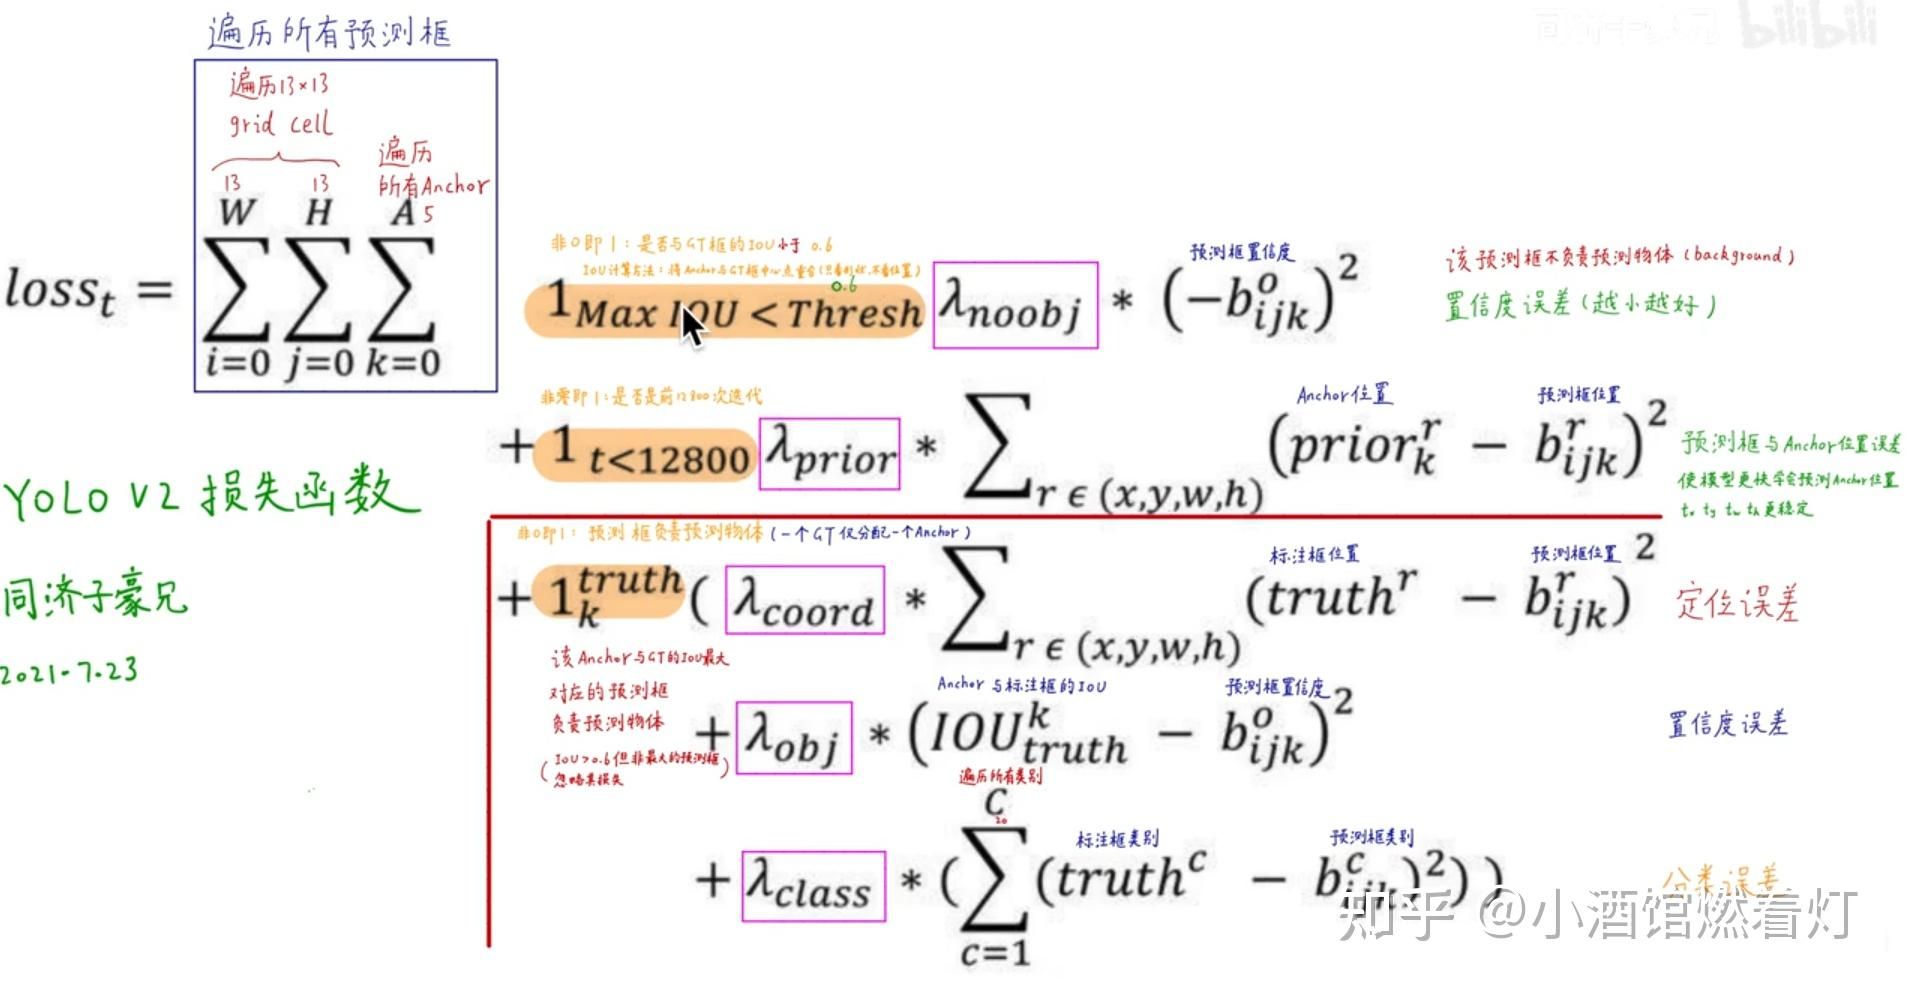 遍历所有预测框
bilibili
遍历13×13
grid cell
遍历
所有Anchor
13 13 5
loss_t = \sum_{i=0}^{W} \sum_{j=0}^{H} \sum_{k=0}^{A}
非0即1：是否与GT框的IOU小于 0.6
IOU计算方法：将Anchor与GT框中心点重合（只看形状，不看位置）
0.6
预测框置信度
1_{Max IOU < Thresh} λ_{noobj} * (-b_{ijk}^{o})^2
该预测框不负责预测物体（background）
置信度误差（越小越好）
非零即1：是否是前12800次迭代
Anchor位置 预测框位置
+ 1_{t<12800} λ_{prior} * \sum_{r ∈ (x,y,w,h)} (prior_k^r - b_{ijk}^r)^2
预测框与Anchor位置误差
使模型更快学会预测Anchor位置
tx ty tw th更稳定
YOLO V2 损失函数
同济子豪兄
2021-7.23
非0即1：预测框负责预测物体（一个GT仅分配一个Anchor）
标注框位置 预测框位置
+ 1_k^{truth} ( λ_{coord} * \sum_{r ∈ (x,y,w,h)} (truth^r - b_{ijk}^r)^2
定位误差
该Anchor与GT的IOU最大
对应的预测框
负责预测物体
（IOU>0.6但非最大的预测框
忽略其损失）
Anchor与标注框的IOU 预测框置信度
+ λ_{obj} * (IOU_{truth}^k - b_{ijk}^o)^2
置信度误差
遍历所有类别
20
标注框类别 预测框类别
+ λ_{class} * (\sum_{c=1}^{C} (truth^c - b_{ijk}^c)^2) )
分类误差
知乎 @小酒馆燃着灯